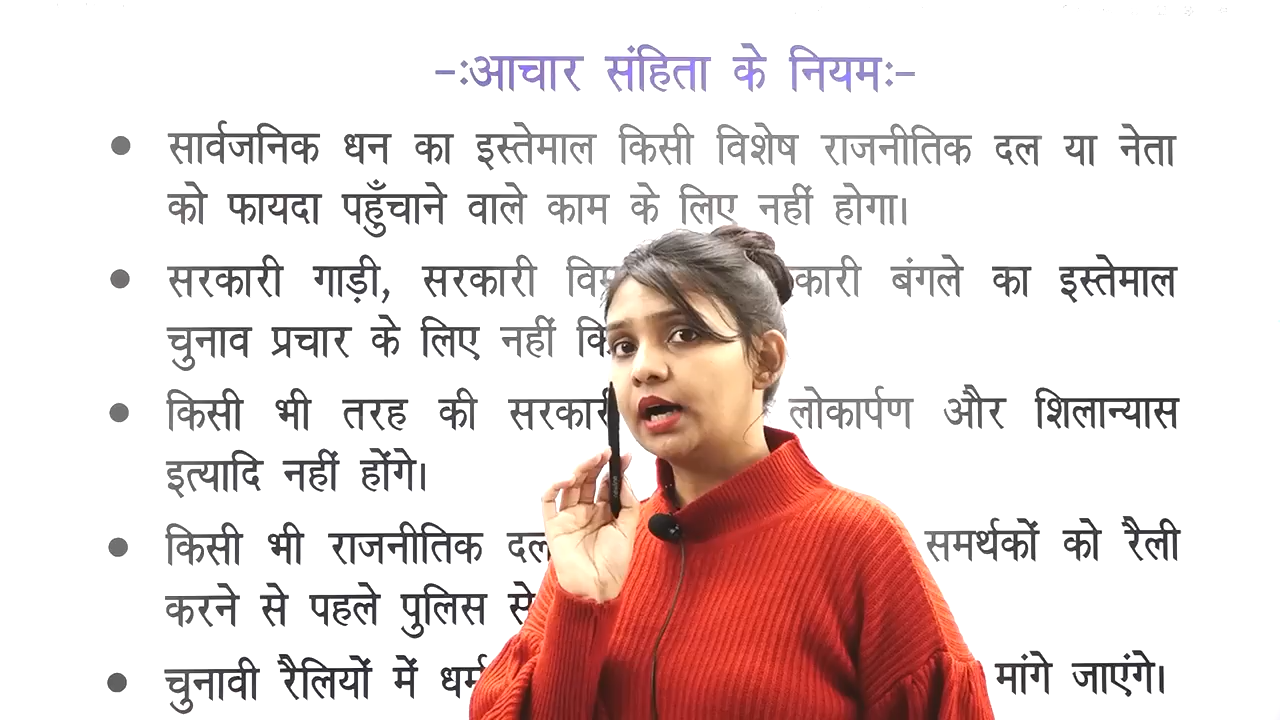 -:आचार संहिता के नियम:-
• सार्वजनिक धन का इस्तेमाल किसी विशेष राजनीतिक दल या नेता
को फायदा पहुँचाने वाले काम के लिए नहीं होगा।
• सरकारी गाड़ी, सरकारी बंगले का इस्तेमाल
चुनाव प्रचार के लिए नहीं
• किसी भी तरह की लोकार्पण और शिलान्यास
इत्यादि नहीं होंगे।
• किसी भी राजनीतिक दल समर्थकों को रैली
करने से पहले पुलिस से
• चुनावी रैलियों में मांगे जाएंगे।